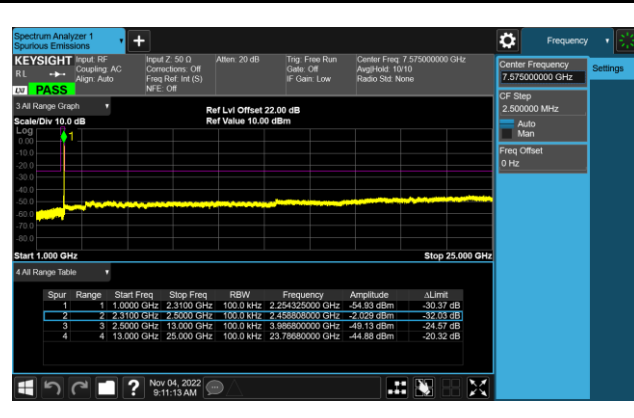 Spectrum Analyzer 1
Spurious Emissions
Frequency
KEYSIGHT
R L
PASS
Input: RF
Coupling: AC
Align: Auto
Input Z: 50 Ω
Corrections: Off
Freq Ref: Int (S)
NFE: Off
Atten: 20 dB
Trig: Free Run
Gate: Off
IF Gain: Low
Center Freq: 7.575000000 GHz
Avg|Hold: 10/10
Radio Std: None
Center Frequency
7.575000000 GHz
Settings
CF Step
2.500000 MHz
Auto
Man
Freq Offset
0 Hz
3 All Range Graph
Scale/Div 10.0 dB
Ref Lvl Offset 22.00 dB
Ref Value 10.00 dBm
Log
0.00
-10.0
-20.0
-30.0
-40.0
-50.0
-60.0
-70.0
-80.0
1
Start 1.000 GHz
Stop 25.000 GHz
4 All Range Table
Spur Range Start Freq Stop Freq RBW Frequency Amplitude ΔLimit
1 1 1.0000 GHz 2.3100 GHz 100.0 kHz 2.254325000 GHz -54.93 dBm -30.37 dB
2 2 2.3100 GHz 2.5000 GHz 100.0 kHz 2.458808000 GHz -2.029 dBm -32.03 dB
3 3 2.5000 GHz 13.000 GHz 100.0 kHz 3.986800000 GHz -49.13 dBm -24.57 dB
4 4 13.000 GHz 25.000 GHz 100.0 kHz 23.78680000 GHz -44.88 dBm -20.32 dB
?
Nov 04, 2022
9:11:13 AM